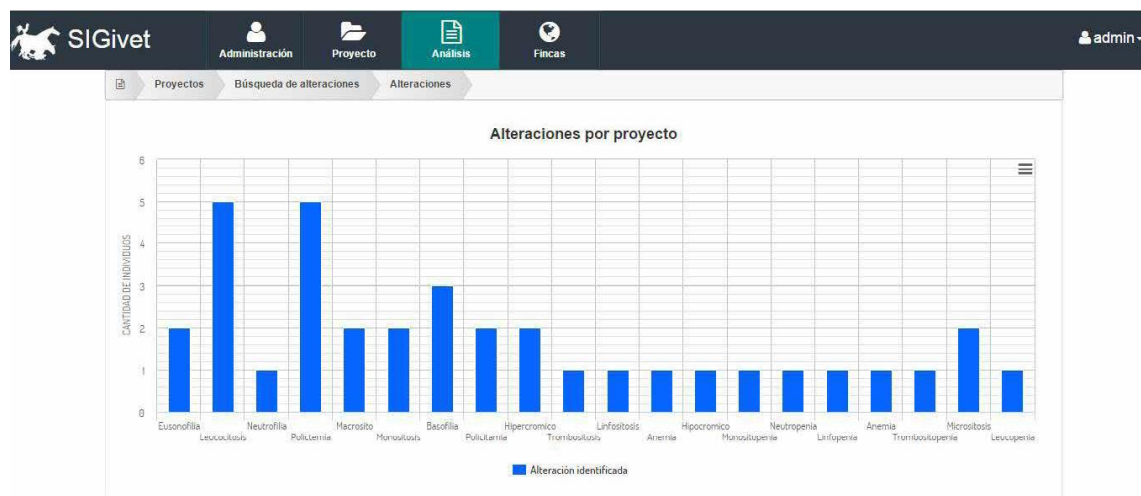 SIGivet
Administración Proyecto Análisis Fincas
admin
Proyectos Búsqueda de alteraciones Alteraciones
Alteraciones por proyecto
CANTIDAD DE INDIVIDUOS
6
5
4
3
2
1
0
Eusonofilia Neutrofilia Macrosito Basofilia Hipercromico Linfositosis Hipocromico Neutropenia Anemia Micrositosis
Leucocitosis Policternia Monositosis Policitamia Trombositosis Anemia Monositopenia Linfopenia Trombositopenia Leucopenia
Alteración identificada